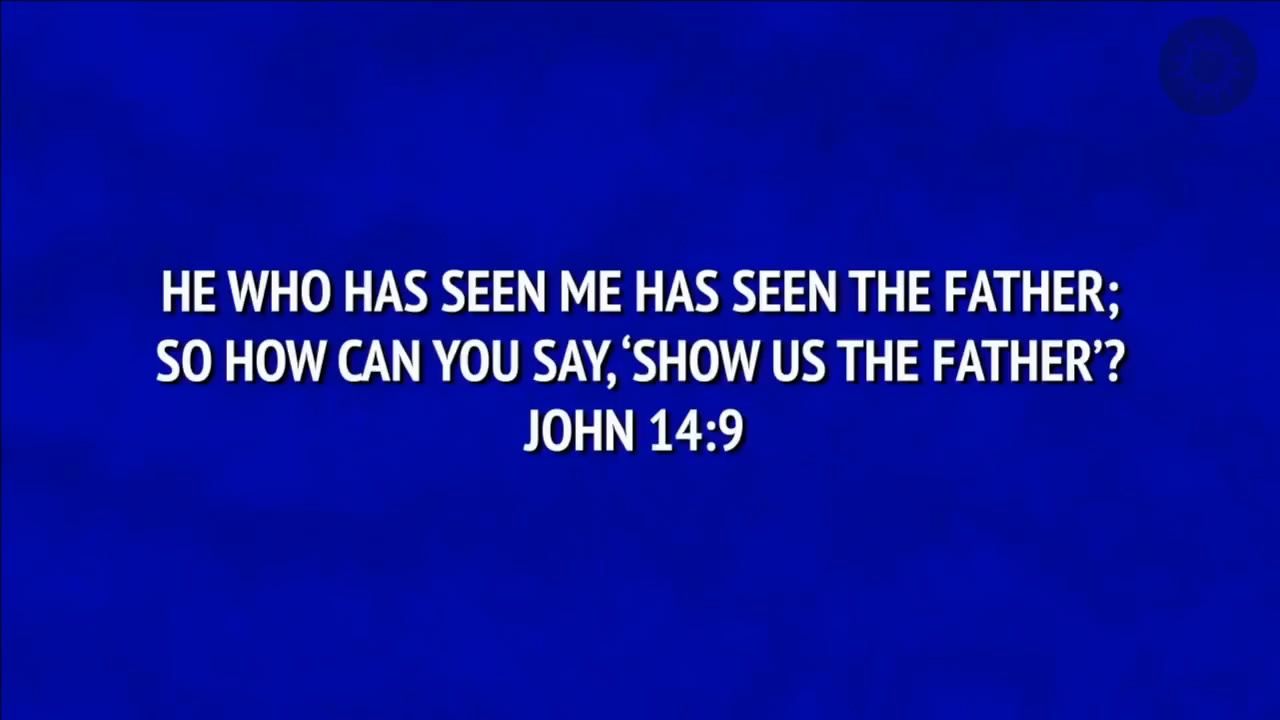 HE WHO HAS SEEN ME HAS SEEN THE FATHER;
SO HOW CAN YOU SAY, ‘SHOW US THE FATHER’?
JOHN 14:9